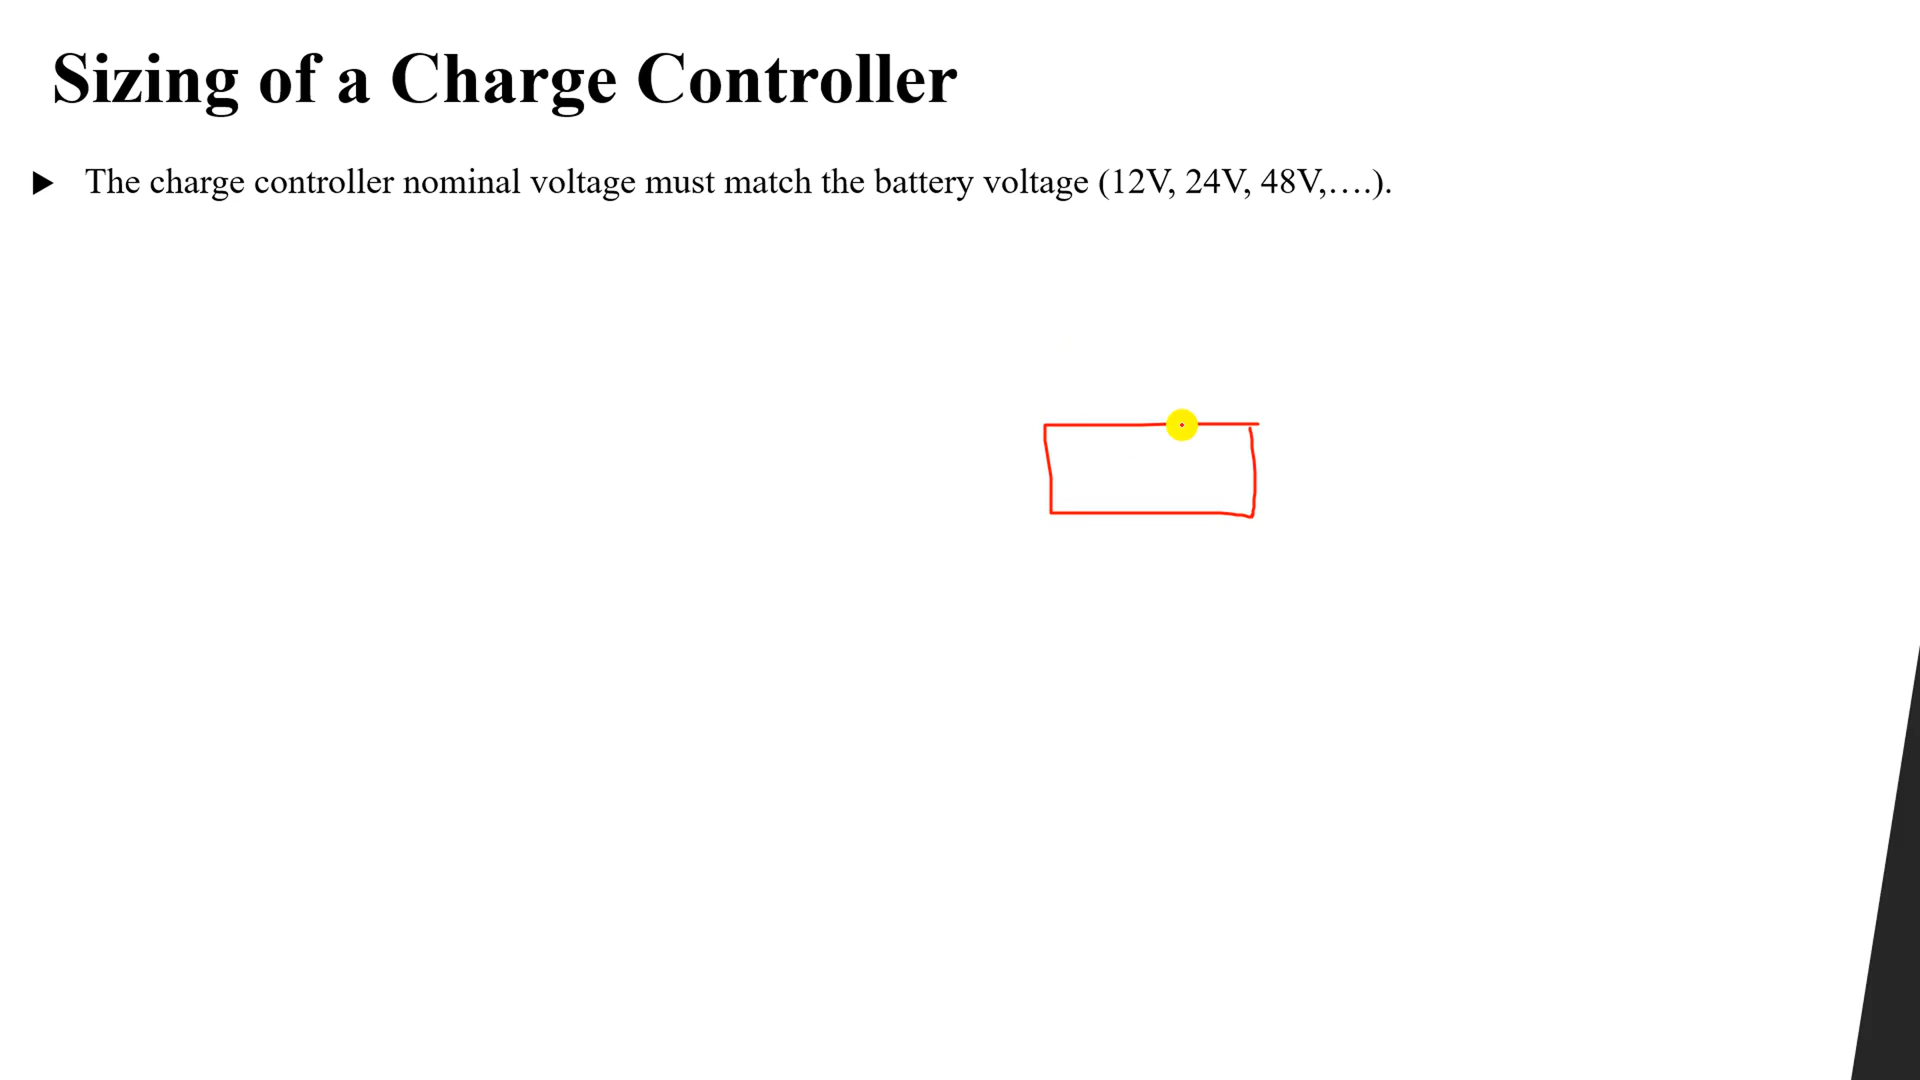 Sizing of a Charge Controller
The charge controller nominal voltage must match the battery voltage (12V, 24V, 48V,….).